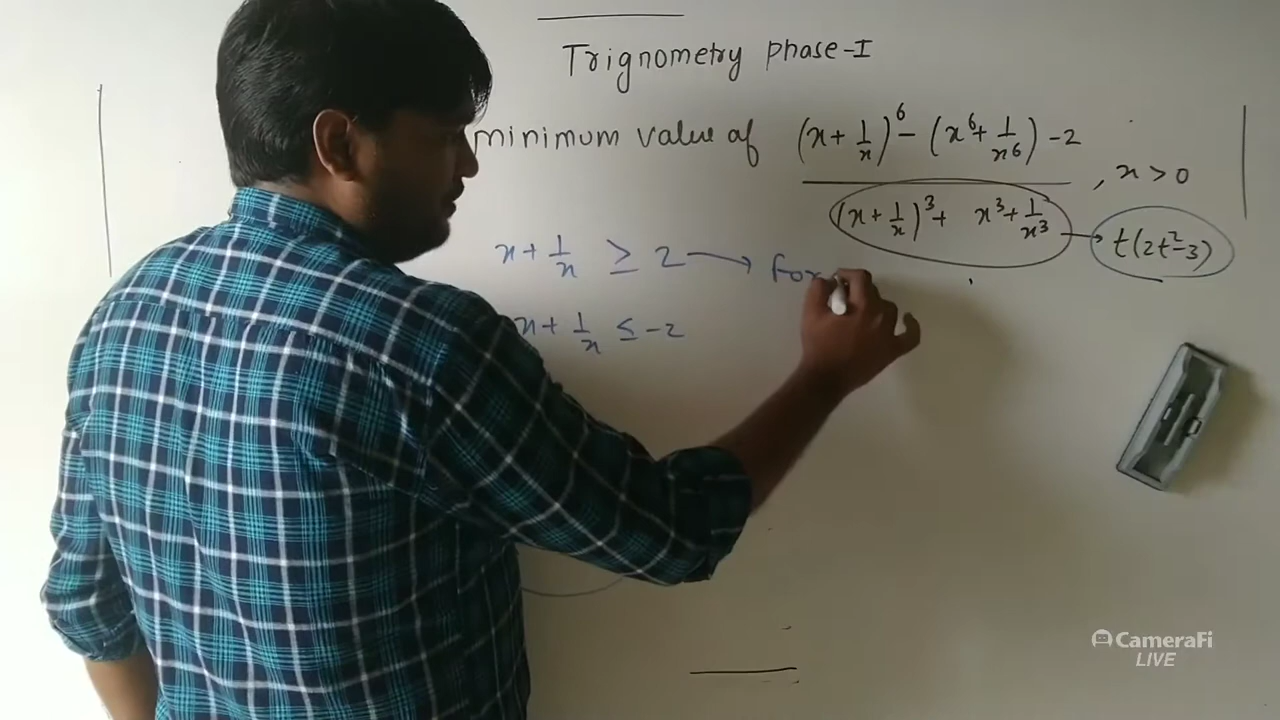 Trignometry phase-I
minimum value of ((x + 1/x)^6 - (x^6 + 1/x^6) - 2) / ((x + 1/x)^3 + x^3 + 1/x^3) , x > 0
→ t(2t^2-3)
x + 1/x ≥ 2 → for
x + 1/x ≤ -2
CameraFi
LIVE